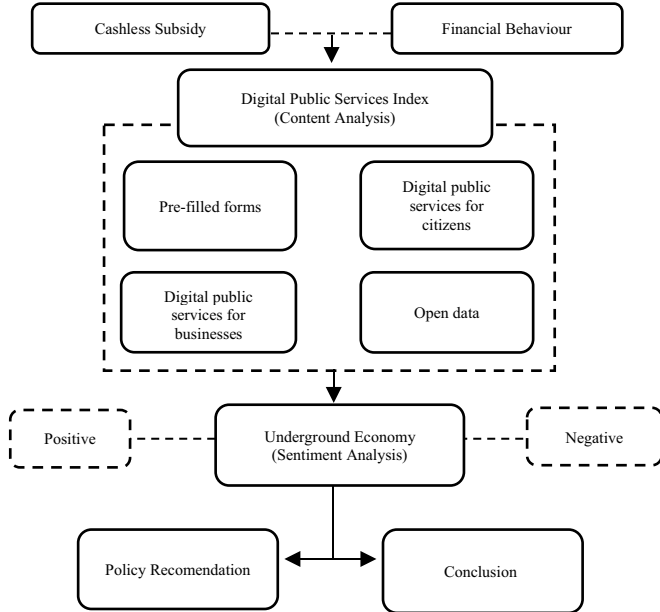 Cashless Subsidy
Financial Behaviour
Digital Public Services Index
(Content Analysis)
Pre-filled forms
Digital public
services for
citizens
Digital public
services for
businesses
Open data
Positive
Underground Economy
(Sentiment Analysis)
Negative
Policy Recomendation
Conclusion